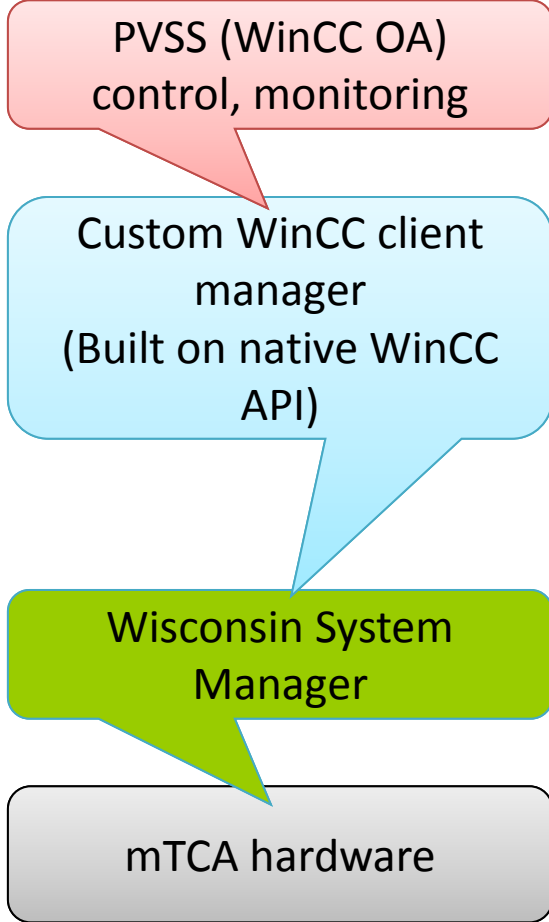 PVSS (WinCC OA)
control, monitoring
Custom WinCC client
manager
(Built on native WinCC
API)
Wisconsin System
Manager
mTCA hardware